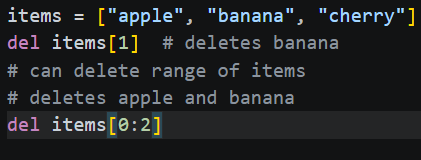 items = ["apple", "banana", "cherry"]
del items[1]  # deletes banana
# can delete range of items
# deletes apple and banana
del items[0:2]